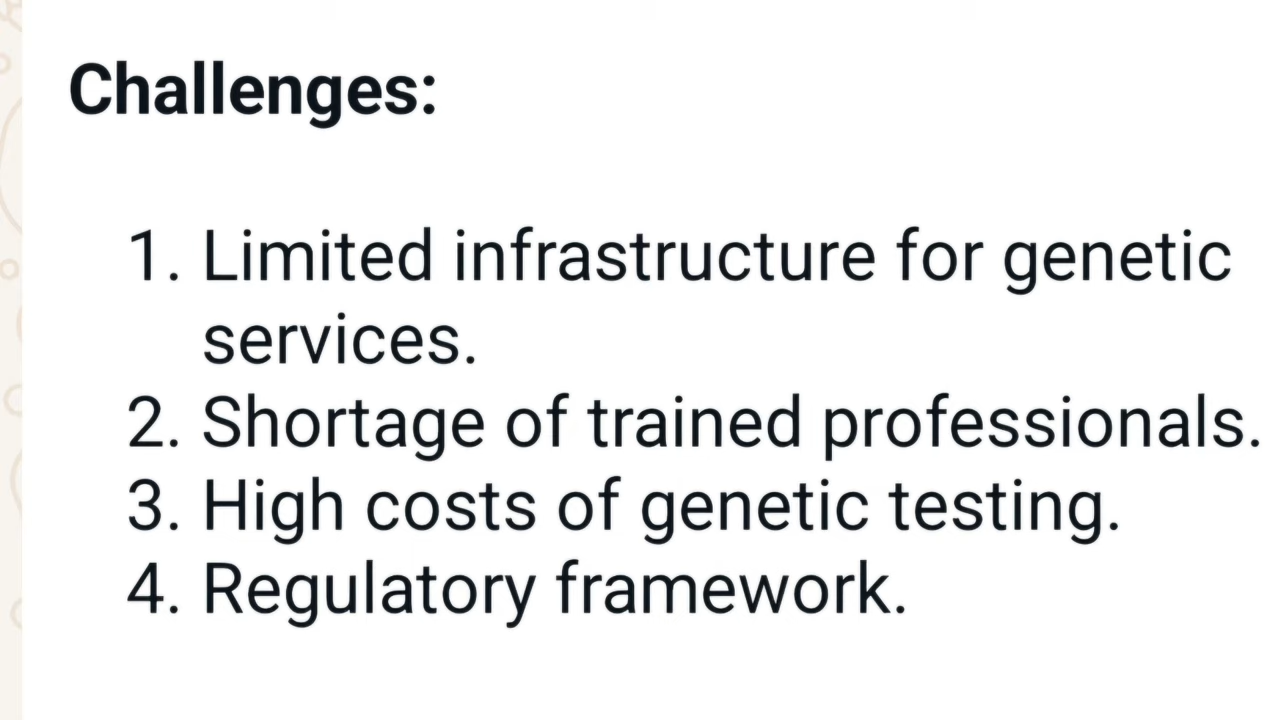 Challenges:
1. Limited infrastructure for genetic
services.
2. Shortage of trained professionals.
3. High costs of genetic testing.
4. Regulatory framework.